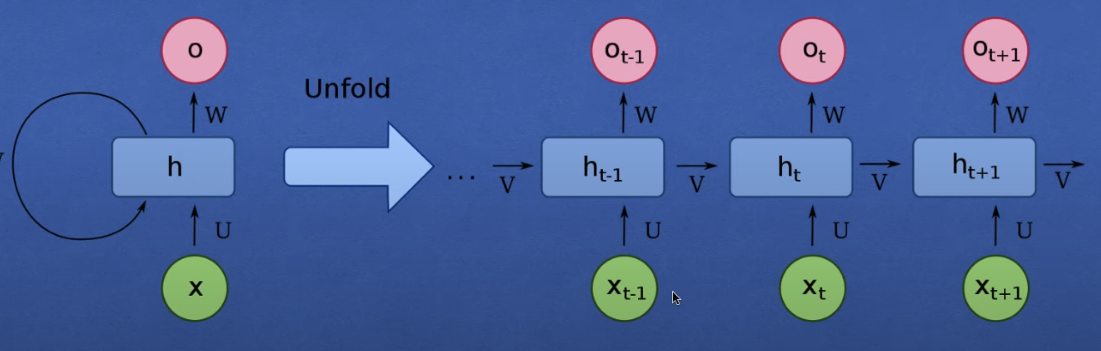 o
W
h
U
x
Unfold
...
V
o_{t-1}
W
h_{t-1}
V
U
x_{t-1}
o_t
W
h_t
V
U
x_t
o_{t+1}
W
h_{t+1}
V
U
x_{t+1}